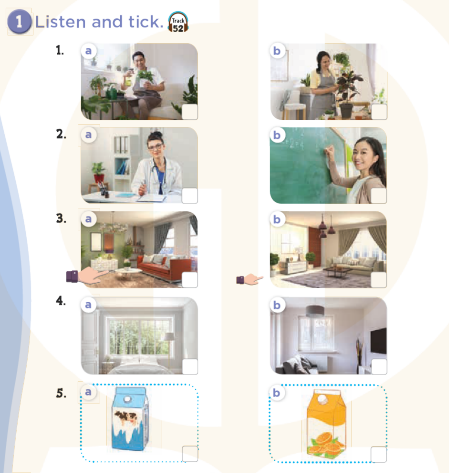 1 Listen and tick. Track 52
1. a b
2. a b
3. a b
4. a b
5. a b